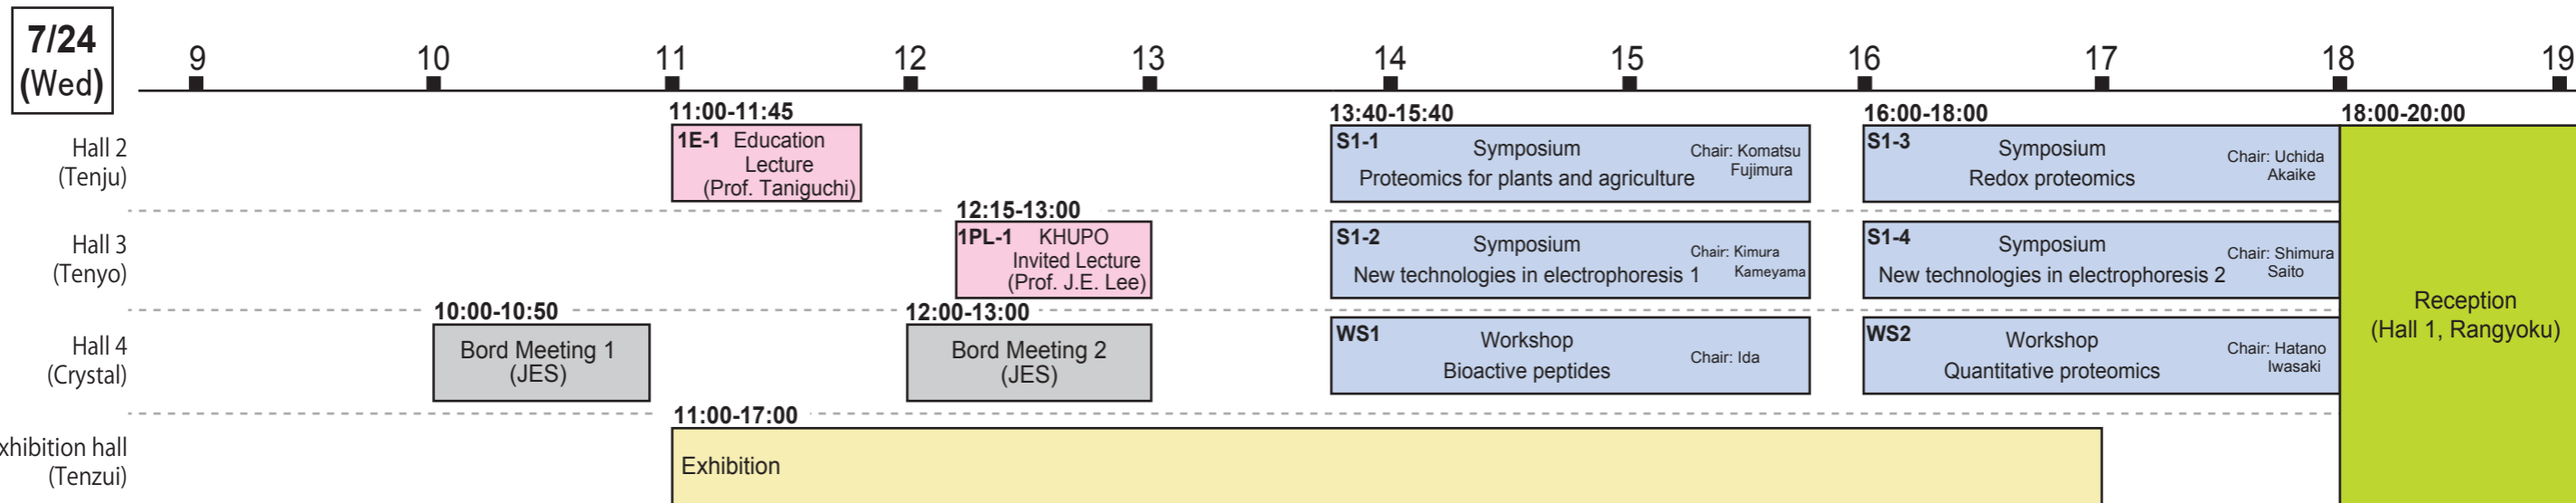 7/24
(Wed)
9 10 11 12 13 14 15 16 17 18 19
11:00-11:45 13:40-15:40 16:00-18:00 18:00-20:00
Hall 2
(Tenju)
1E-1 Education
Lecture
(Prof. Taniguchi)
S1-1 Symposium
Proteomics for plants and agriculture
Chair: Komatsu
Fujimura
S1-3 Symposium
Redox proteomics
Chair: Uchida
Akaike
12:15-13:00
Hall 3
(Tenyo)
1PL-1 KHUPO
Invited Lecture
(Prof. J.E. Lee)
S1-2 Symposium
New technologies in electrophoresis 1
Chair: Kimura
Kameyama
S1-4 Symposium
New technologies in electrophoresis 2
Chair: Shimura
Saito
Reception
(Hall 1, Rangyoku)
10:00-10:50 12:00-13:00
Hall 4
(Crystal)
Bord Meeting 1
(JES)
Bord Meeting 2
(JES)
WS1 Workshop
Bioactive peptides
Chair: Ida
WS2 Workshop
Quantitative proteomics
Chair: Hatano
Iwasaki
11:00-17:00
xhibition hall
(Tenzui)
Exhibition